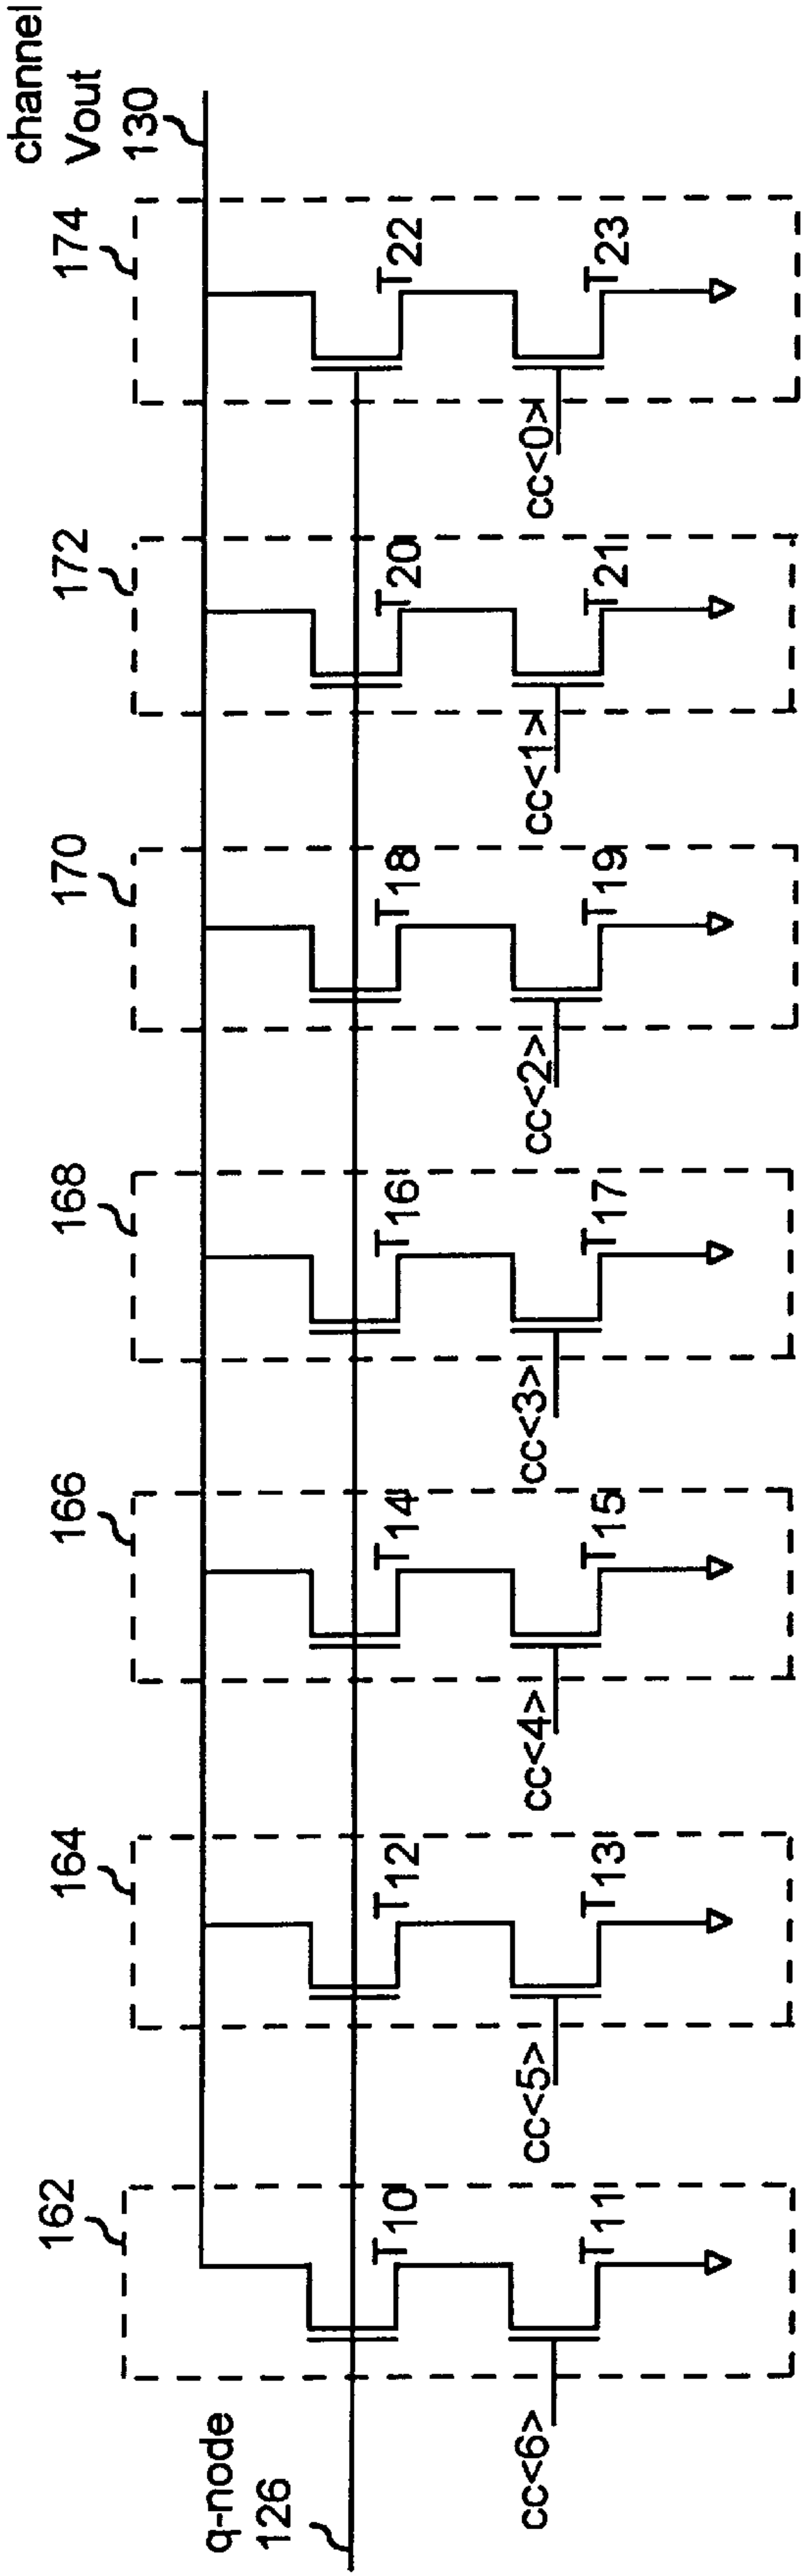 channel
Vout
130
162
164
166
168
170
172
174
q-node
126
T10
T12
T14
T16
T18
T20
T22
cc<6>
T11
cc<5>
T13
cc<4>
T15
cc<3>
T17
cc<2>
T19
cc<1>
T21
cc<0>
T23